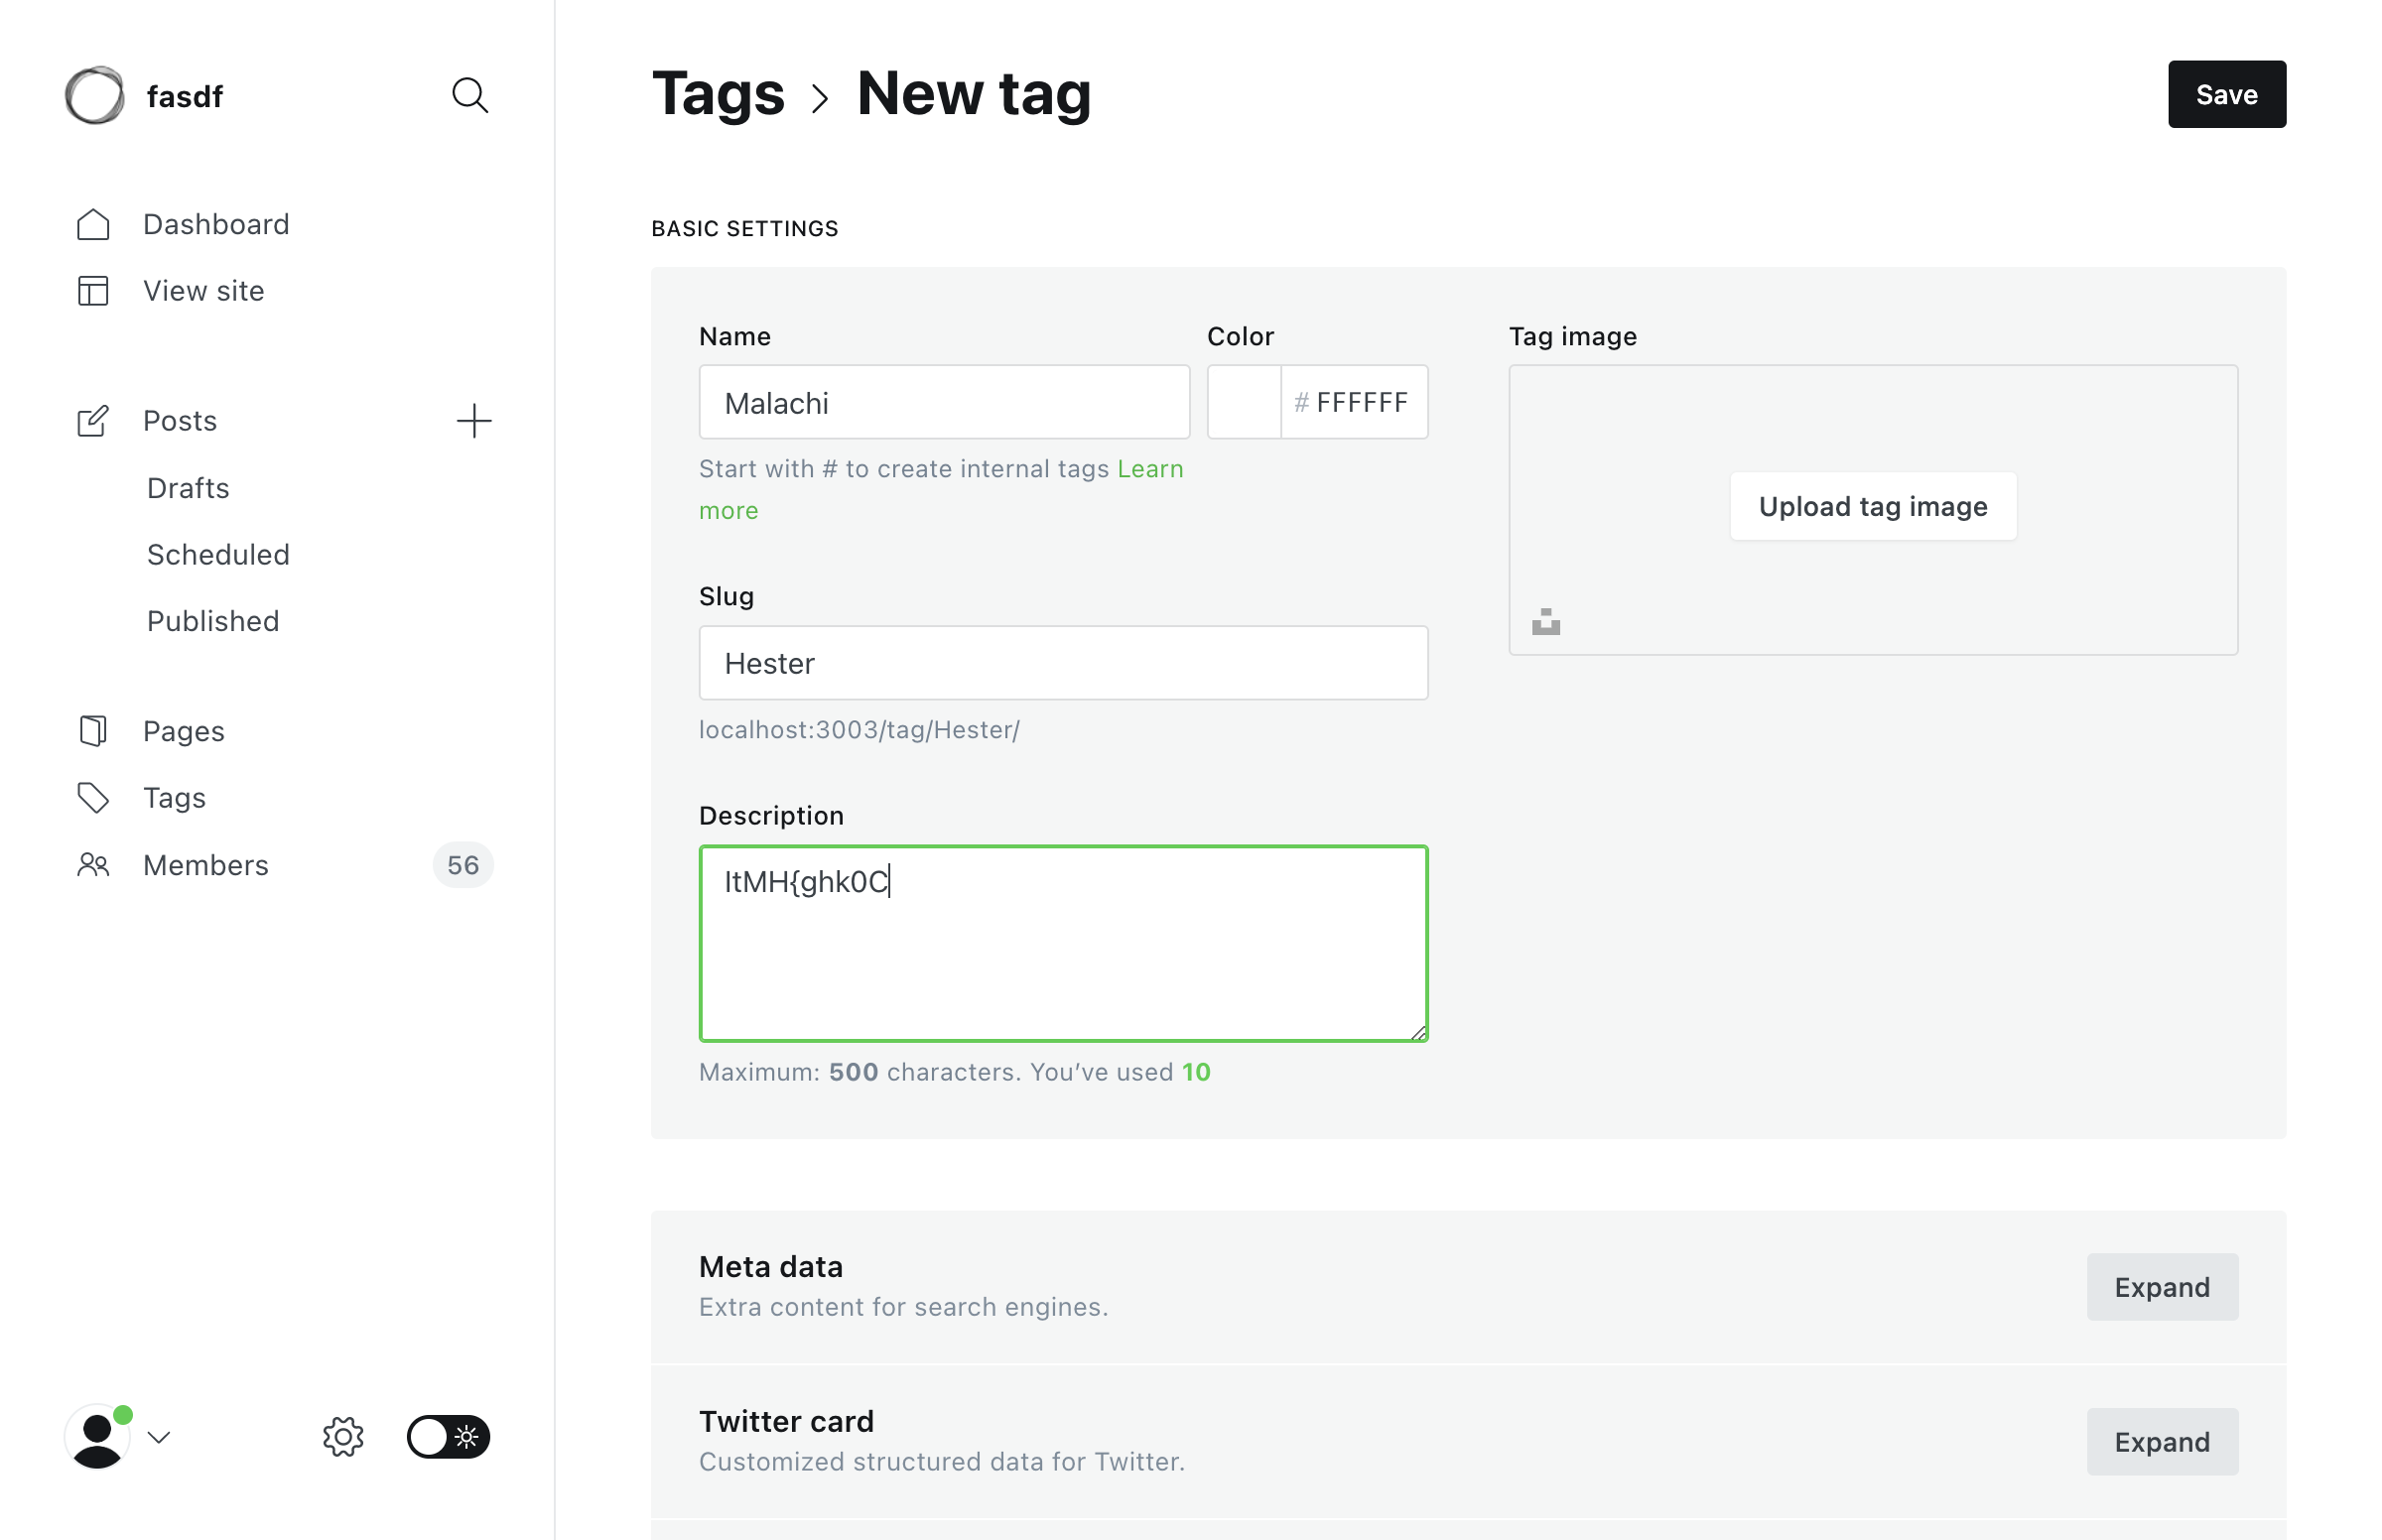 fasdf
Dashboard
View site
Posts
Drafts
Scheduled
Published
Pages
Tags
Members
56
Tags > New tag
Save
BASIC SETTINGS
Name
Malachi
Start with # to create internal tags Learn
more
Color
# FFFFFF
Slug
Hester
localhost:3003/tag/Hester/
Description
ItMH{ghk0C
Maximum: 500 characters. You’ve used 10
Tag image
Upload tag image
Meta data
Extra content for search engines.
Expand
Twitter card
Customized structured data for Twitter.
Expand